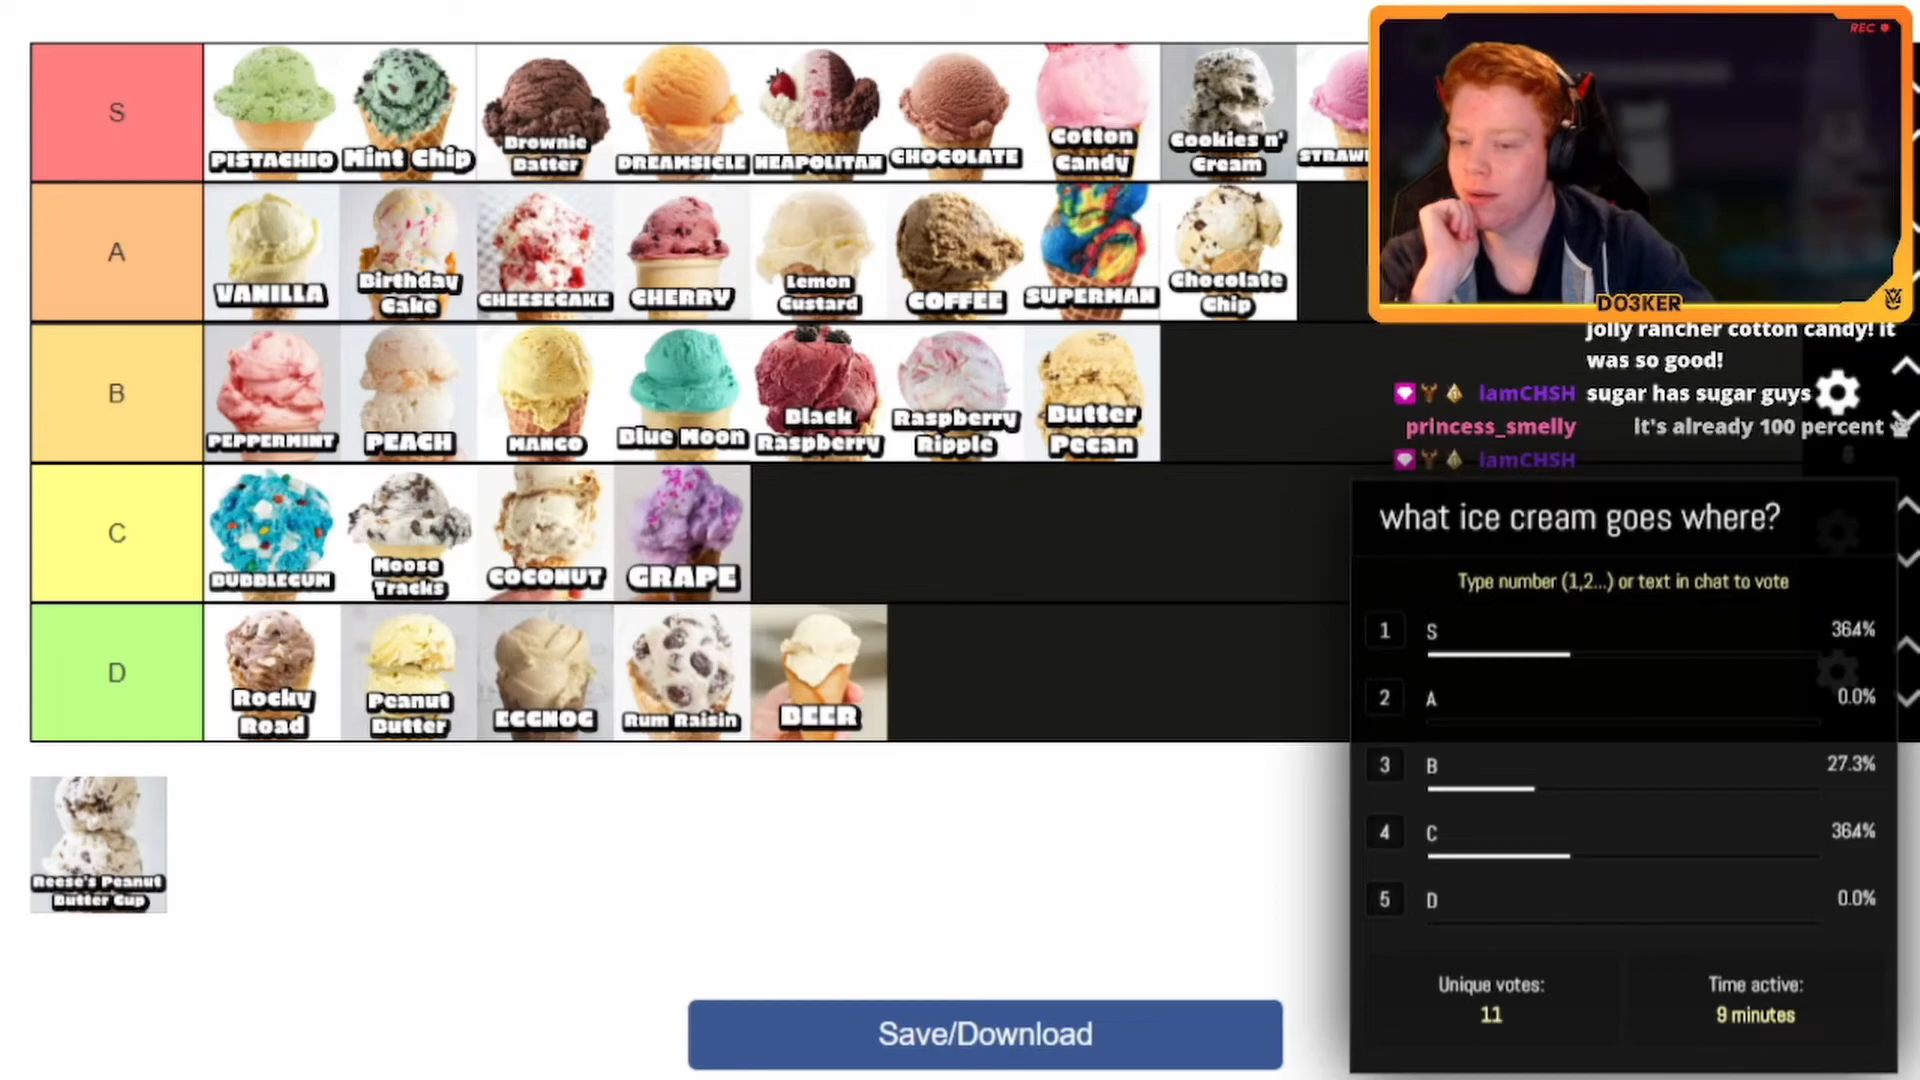 S
PISTACHIO
Mint Chip
Brownie
Batter
DREAMSICLE
NEAPOLITAN
CHOCOLATE
Cotton
Candy
Cookies n'
Cream
STRAW
A
VANILLA
Birthday
Cake
CHEESECAKE
CHERRY
Lemon
Custard
COFFEE
SUPERMAN
Chocolate
Chip
B
PEPPERMINT
PEACH
MANGO
Blue Moon
Black
Raspberry
Raspberry
Ripple
Butter
Pecan
C
BUBBLEGUM
Moose
Tracks
COCONUT
GRAPE
D
Rocky
Road
Peanut
Butter
EGGNOG
Rum Raisin
BEER
Reese's Peanut
Butter Cup
Save/Download
REC
DO3KER
jolly rancher cotton candy! it
was so good!
IamCHSH sugar has sugar guys
princess_smelly it's already 100 percent
IamCHSH
what ice cream goes where?
Type number (1,2...) or text in chat to vote
1 S 36.4%
2 A 0.0%
3 B 27.3%
4 C 36.4%
5 D 0.0%
Unique votes:
11
Time active:
9 minutes